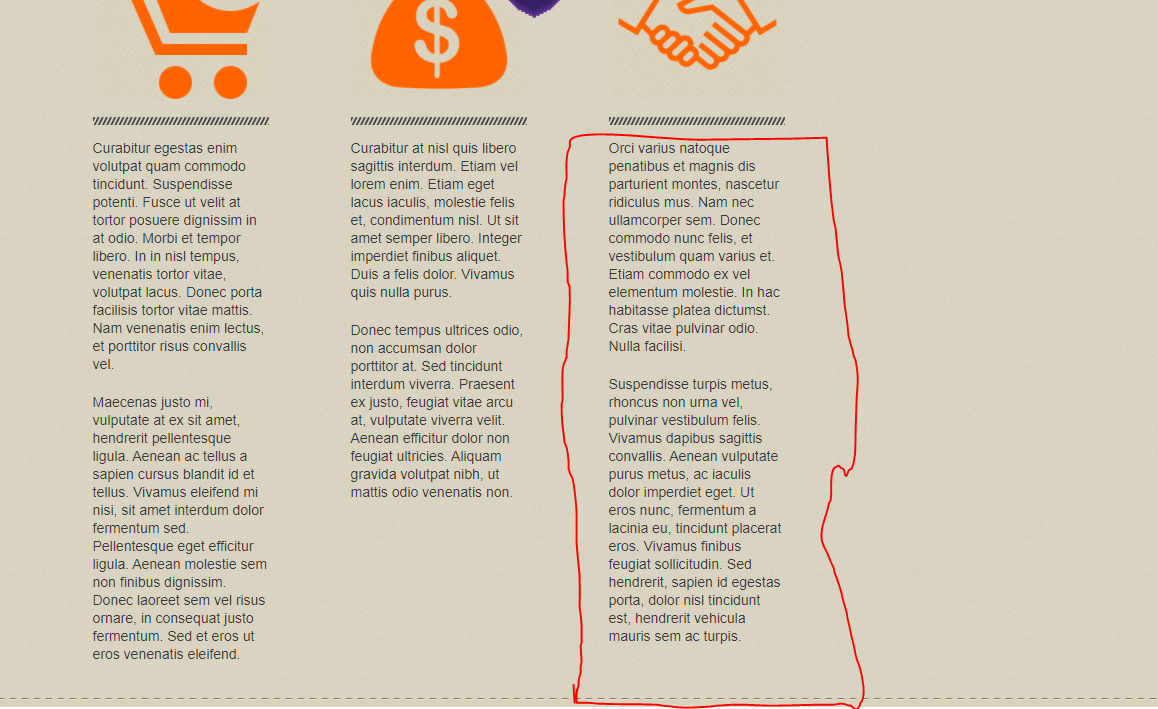 $
Curabitur egestas enim
volutpat quam commodo
tincidunt. Suspendisse
potenti. Fusce ut velit at
tortor posuere dignissim in
at odio. Morbi et tempor
libero. In in nisl tempus,
venenatis tortor vitae,
volutpat lacus. Donec porta
facilisis tortor vitae mattis.
Nam venenatis enim lectus,
et porttitor risus convallis
vel.
Maecenas justo mi,
vulputate at ex sit amet,
hendrerit pellentesque
ligula. Aenean ac tellus a
sapien cursus blandit id et
tellus. Vivamus eleifend mi
nisi, sit amet interdum dolor
fermentum sed.
Pellentesque eget efficitur
ligula. Aenean molestie sem
non finibus dignissim.
Donec laoreet sem vel risus
ornare, in consequat justo
fermentum. Sed et eros ut
eros venenatis eleifend.
Curabitur at nisl quis libero
sagittis interdum. Etiam vel
lorem enim. Etiam eget
lacus iaculis, molestie felis
et, condimentum nisl. Ut sit
amet semper libero. Integer
imperdiet finibus aliquet.
Duis a felis dolor. Vivamus
quis nulla purus.
Donec tempus ultrices odio,
non accumsan dolor
porttitor at. Sed tincidunt
interdum viverra. Praesent
ex justo, feugiat vitae arcu
at, vulputate viverra velit.
Aenean efficitur dolor non
feugiat ultricies. Aliquam
gravida volutpat nibh, ut
mattis odio venenatis non.
Orci varius natoque
penatibus et magnis dis
parturient montes, nascetur
ridiculus mus. Nam nec
ullamcorper sem. Donec
commodo nunc felis, et
vestibulum quam varius et.
Etiam commodo ex vel
elementum molestie. In hac
habitasse platea dictumst.
Cras vitae pulvinar odio.
Nulla facilisi.
Suspendisse turpis metus,
rhoncus non urna vel,
pulvinar vestibulum felis.
Vivamus dapibus sagittis
convallis. Aenean vulputate
purus metus, ac iaculis
dolor imperdiet eget. Ut
eros nunc, fermentum a
lacinia eu, tincidunt placerat
eros. Vivamus finibus
feugiat sollicitudin. Sed
hendrerit, sapien id egestas
porta, dolor nisl tincidunt
est, hendrerit vehicula
mauris sem ac turpis.